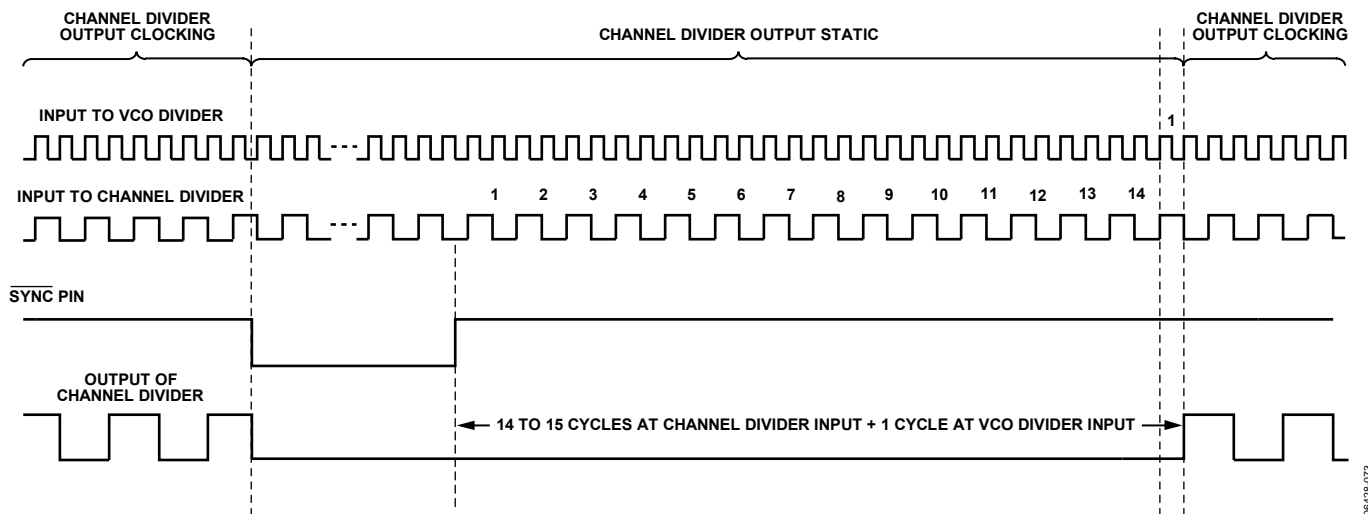 CHANNEL DIVIDER
OUTPUT CLOCKING
CHANNEL DIVIDER OUTPUT STATIC
CHANNEL DIVIDER
OUTPUT CLOCKING
INPUT TO VCO DIVIDER
1
INPUT TO CHANNEL DIVIDER
1 2 3 4 5 6 7 8 9 10 11 12 13 14
SYNC PIN
OUTPUT OF
CHANNEL DIVIDER
14 TO 15 CYCLES AT CHANNEL DIVIDER INPUT + 1 CYCLE AT VCO DIVIDER INPUT
06428-073